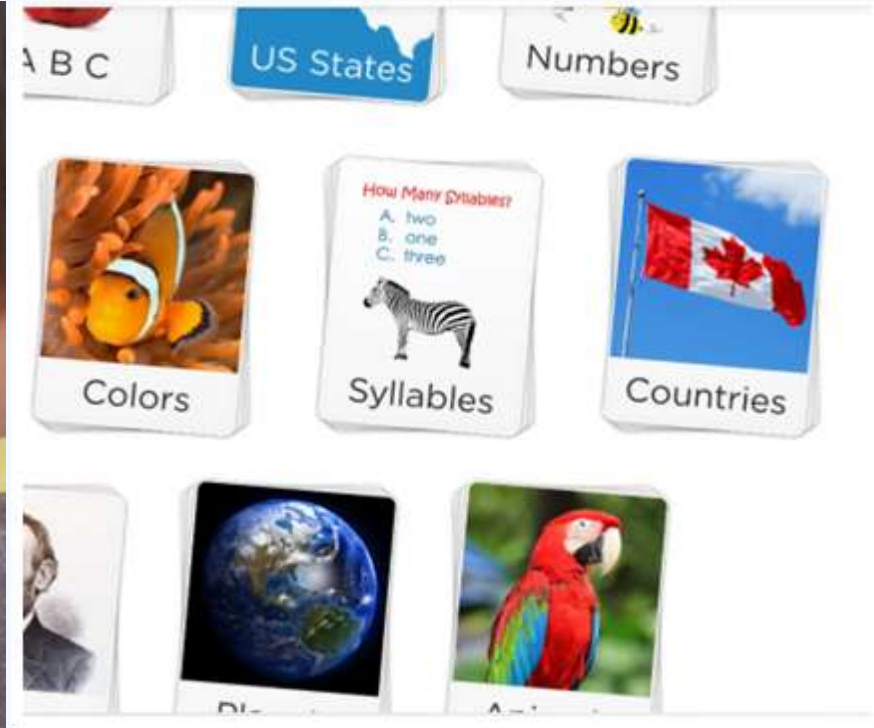 A B C
US States
Numbers
How Many Syllables?
A. two
B. one
C. three
Colors
Syllables
Countries